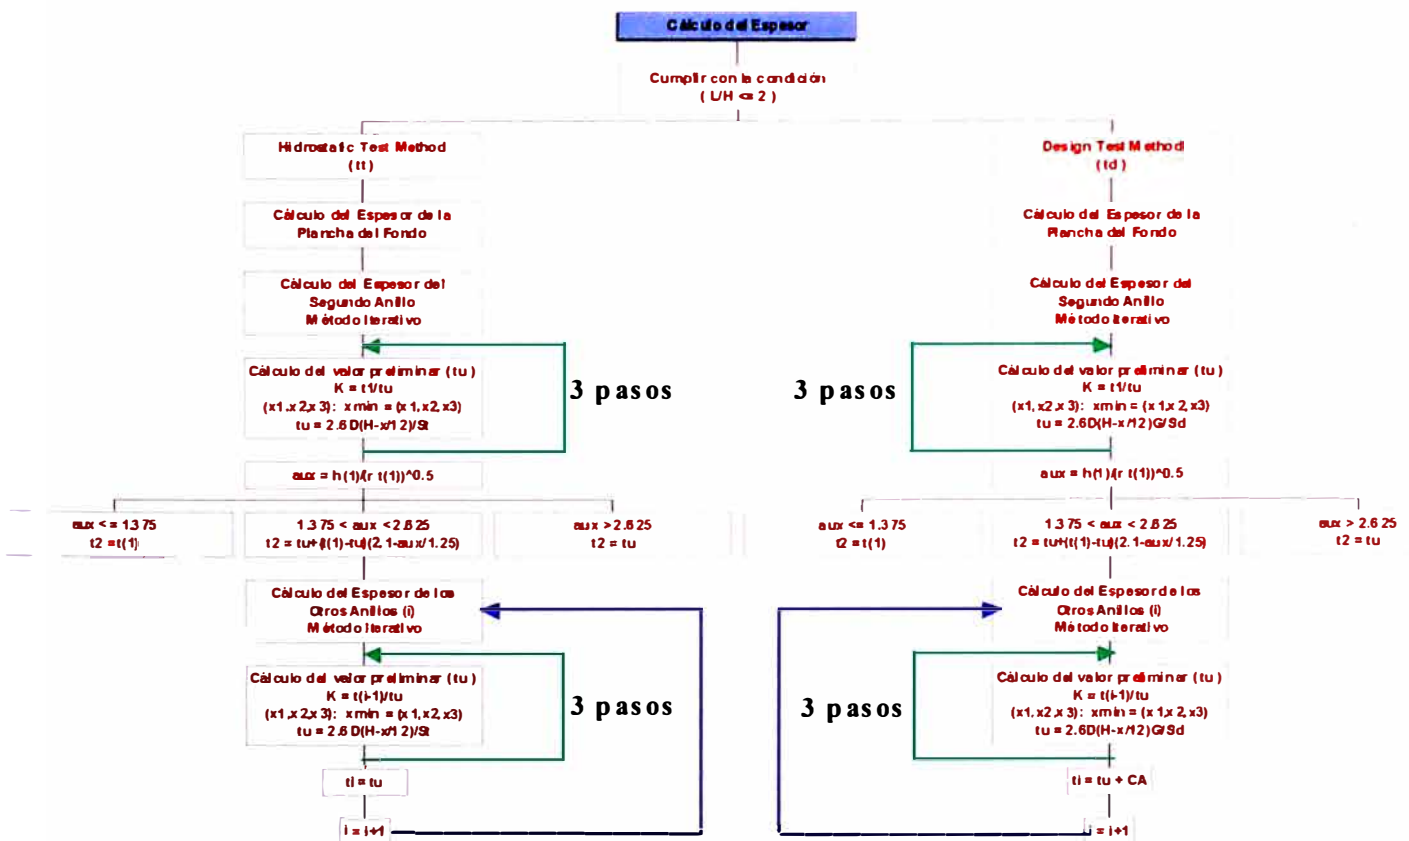 Cálculo del Espesor
Cumplir con la condición
( L/H <= 2 )
Hidrostatic Test Method
(tt)
Cálculo del Espesor de la
Plancha del Fondo
Cálculo del Espesor del
Segundo Anillo
Método Iterativo
Cálculo del valor preliminar (tu )
K = t1/tu
(x1,x2,x3): xmin = (x1,x2,x3)
tu = 2.6D(H-x/12)/St
3 pasos
aux = h(1)/(r t(1))^0.5
aux <= 1.375
t2 =t(1)
1.375 < aux <2.625
t2 = tu+(t(1)-tu)(2.1-aux/1.25)
aux > 2.625
t2 = tu
Cálculo del Espesor de los
Otros Anillos (i)
Método Iterativo
Cálculo del valor preliminar (tu )
K = t(i-1)/tu
(x1,x2,x3): xmin = (x1,x2,x3)
tu = 2.6D(H-x/12)/St
3 pasos
ti = tu
i = i+1
Design Test Method
(td )
Cálculo del Espesor de la
Plancha del Fondo
Cálculo del Espesor del
Segundo Anillo
Método Iterativo
Cálculo del valor preliminar (tu )
K = t1/tu
(x1,x2,x3): xmin = (x1,x2,x3)
tu = 2.6D(H-x/12)G/Sd
3 pasos
aux = h(1)/(r t(1))^0.5
aux <= 1.375
t2 = t(1)
1.375 < aux < 2.625
t2 = tu+(t(1)-tu)(2.1-aux/1.25)
aux > 2.625
t2 = tu
Cálculo del Espesor de los
Otros Anillos (i)
Método Iterativo
Cálculo del valor preliminar (tu )
K = t(i-1)/tu
(x1,x2,x3): xmin = (x1,x2,x3)
tu = 2.6D(H-x/12)G/Sd
3 pasos
ti = tu + CA
i = i+1